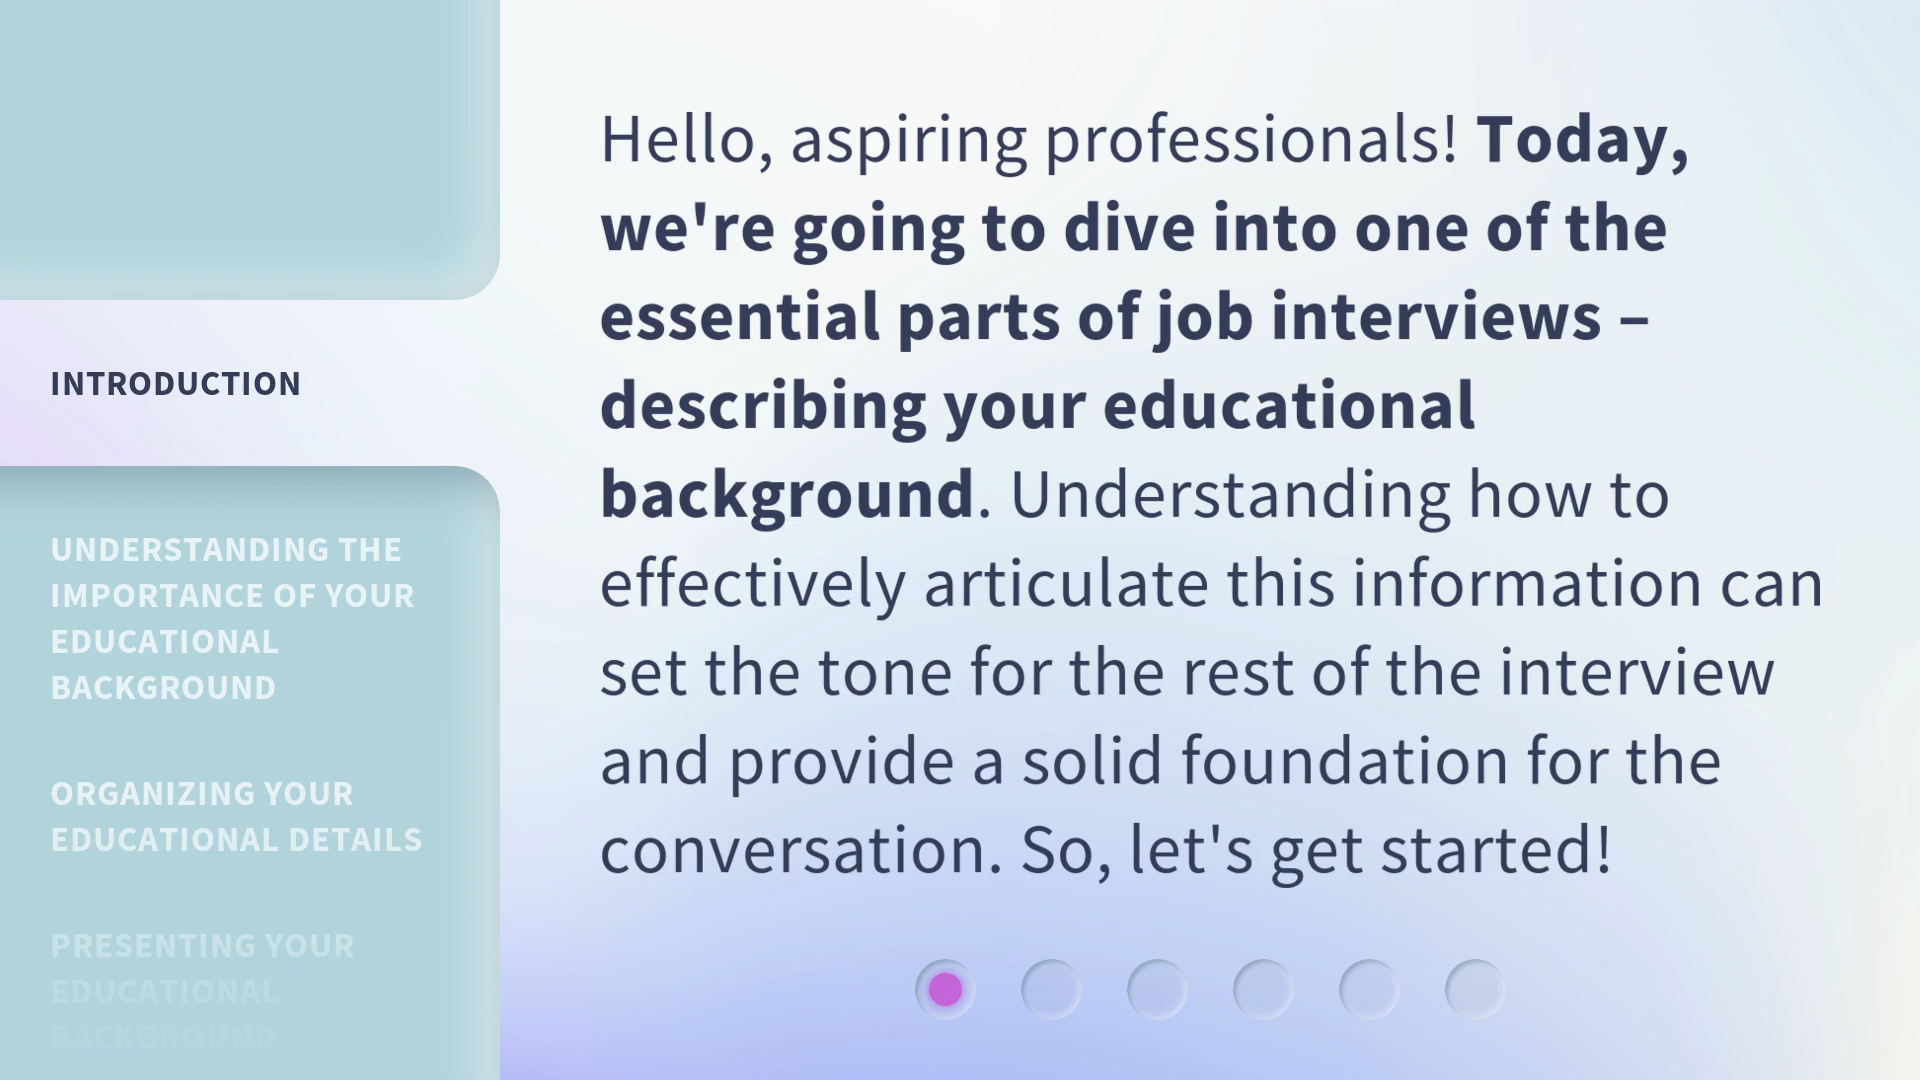 INTRODUCTION
UNDERSTANDING THE
IMPORTANCE OF YOUR
EDUCATIONAL
BACKGROUND
ORGANIZING YOUR
EDUCATIONAL DETAILS
PRESENTING YOUR
EDUCATIONAL
BACKGROUND
Hello, aspiring professionals! Today,
we're going to dive into one of the
essential parts of job interviews –
describing your educational
background. Understanding how to
effectively articulate this information can
set the tone for the rest of the interview
and provide a solid foundation for the
conversation. So, let's get started!